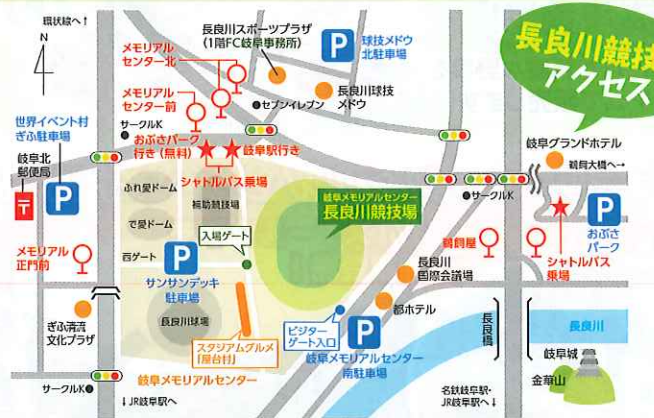 環状線へ↑
N
長良川競技
アクセス
長良川スポーツプラザ
(1階FC岐阜事務所)
P
球技メドウ
北駐車場
メモリアル
センター北
長良川球技
メドウ
セブンイレブン
メモリアル
センター前
世界イベント村
ぎふ駐車場
サークルK
おぶさパーク
行き(無料)
岐阜駅行き
シャトルバス乗場
岐阜グランドホテル
鵜飼大橋へ→
岐阜北
郵便局
〒
P
ふれ愛ドーム
補助競技場
岐阜メモリアルセンター
長良川競技場
サークルK
で愛ドーム
入場ゲート
鵜飼屋
P
おぶさ
パーク
シャトルバス
乗場
メモリアル
正門前
西ゲート
P
サンサンデッキ
駐車場
長良川
国際会議場
都ホテル
ぎふ清流
文化プラザ
長良川球場
スタジアムグルメ
「屋台村」
ビジター
ゲート入口
P
岐阜メモリアルセンター
南駐車場
長良橋
長良川
岐阜城
金華山
サークルK
岐阜メモリアルセンター
↓JR岐阜駅へ
名鉄岐阜駅・
JR岐阜駅へ↓